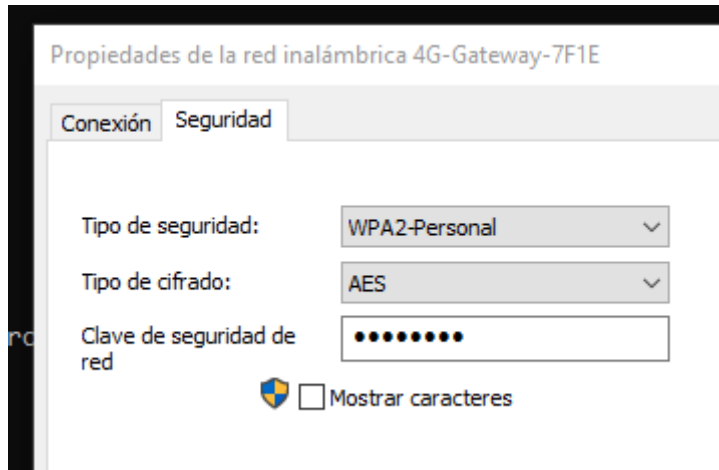 Propiedades de la red inalámbrica 4G-Gateway-7F1E
Conexión Seguridad
Tipo de seguridad: WPA2-Personal
Tipo de cifrado: AES
Clave de seguridad de ••••••••
red
Mostrar caracteres